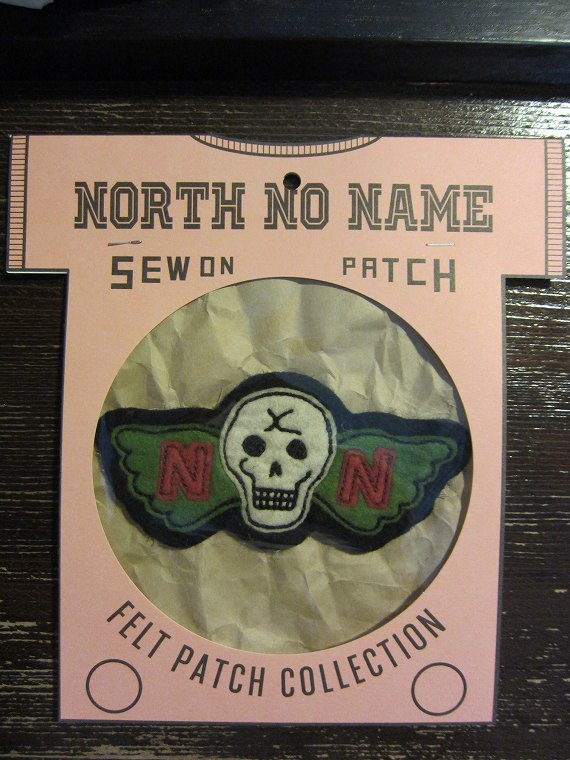 NORTH NO NAME
SEW ON PATCH
N N
FELT PATCH COLLECTION